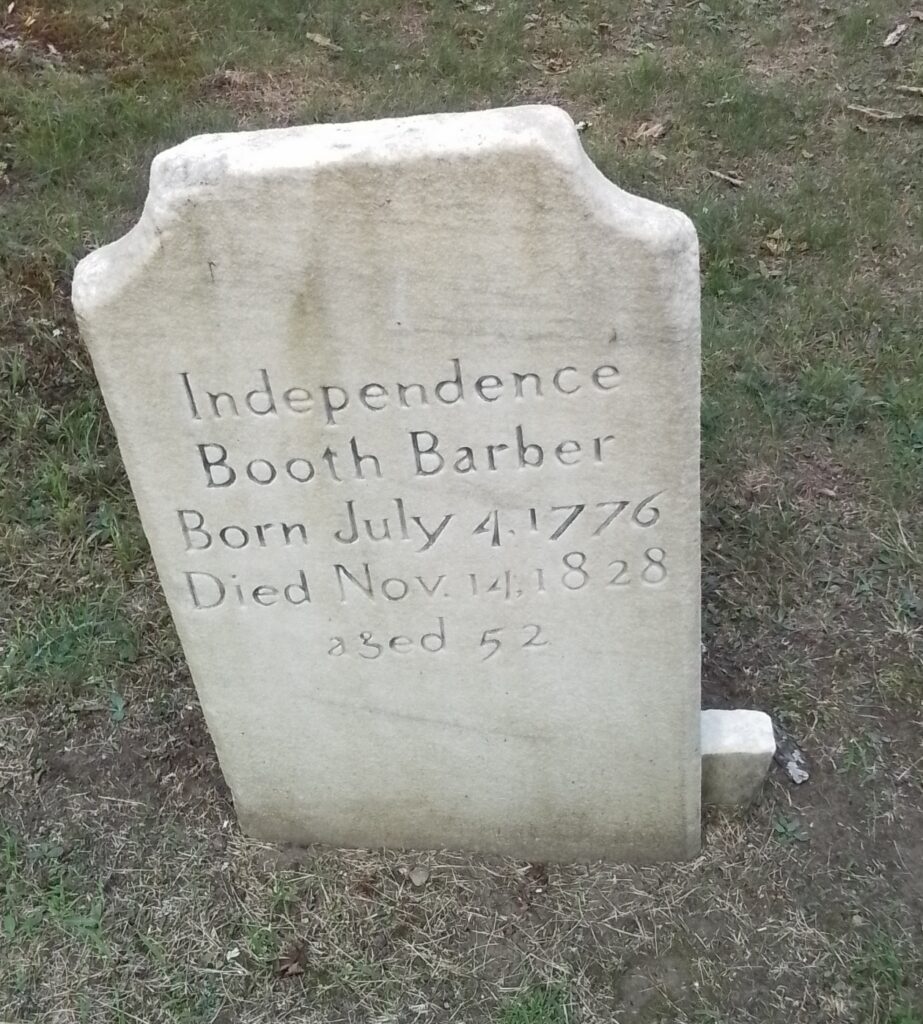 Independence
Booth Barber
Born July 4, 1776
Died Nov. 14, 1828
aged 52